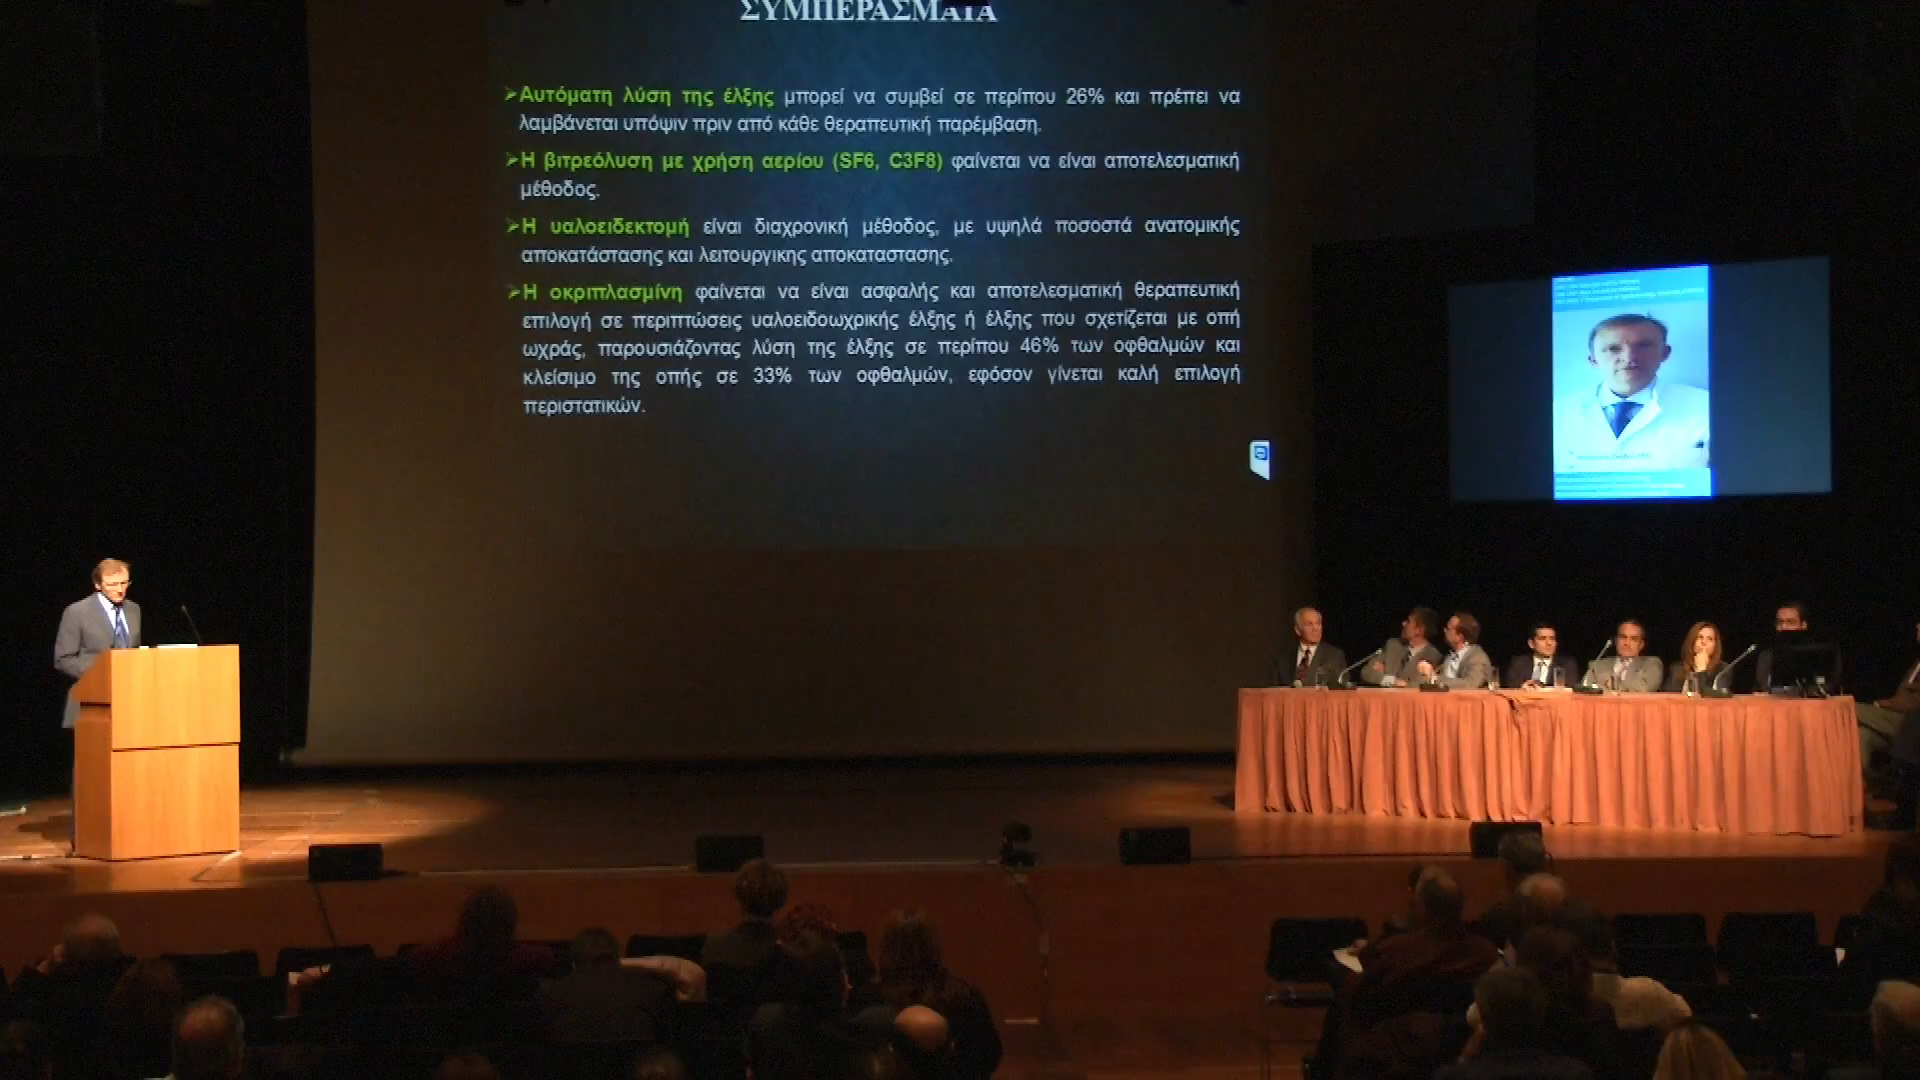 ΣΥΜΠΕΡΑΣΜΑΤΑ
➢Αυτόματη λύση της έλξης μπορεί να συμβεί σε περίπου 26% και πρέπει να
λαμβάνεται υπόψιν πριν από κάθε θεραπευτική παρέμβαση.
➢Η βιτρεόλυση με χρήση αερίου (SF6, C3F8) φαίνεται να είναι αποτελεσματική
μέθοδος.
➢Η υαλοειδεκτομή είναι διαχρονική μέθοδος, με υψηλά ποσοστά ανατομικής
αποκατάστασης και λειτουργικης αποκαταστασης.
➢Η οκριπλασμίνη φαίνεται να είναι ασφαλής και αποτελεσματική θεραπευτική
επιλογή σε περιπτώσεις υαλοειδοωχρικής έλξης ή έλξης που σχετίζεται με οπή
ωχράς, παρουσιάζοντας λύση της έλξης σε περίπου 46% των οφθαλμών και
κλείσιμο της οπής σε 33% των οφθαλμών, εφόσον γίνεται καλή επιλογή
περιστατικών.